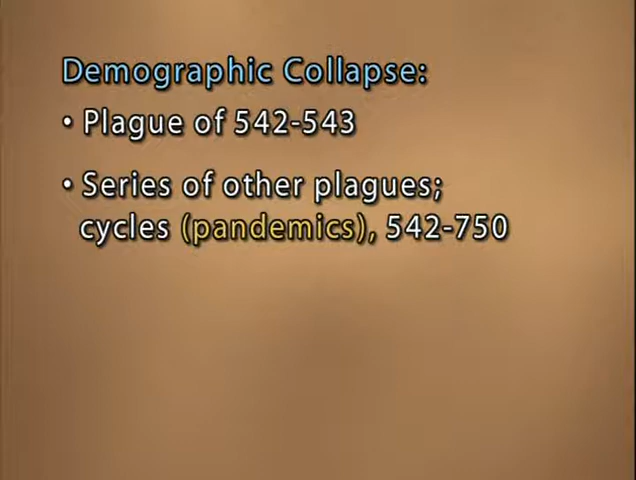 Demographic Collapse:
• Plague of 542-543
• Series of other plagues;
cycles (pandemics), 542-750